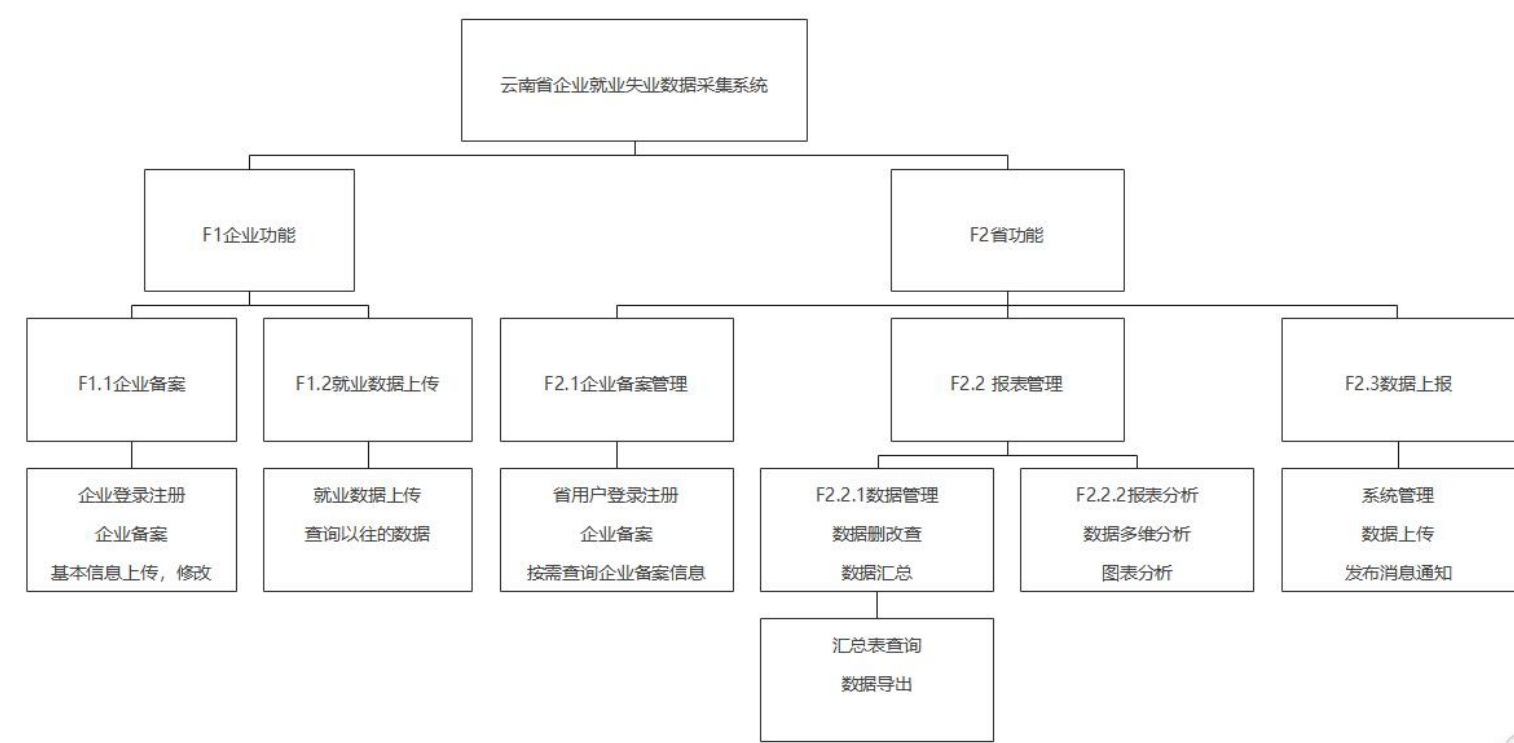 云南省企业就业失业数据采集系统
F1企业功能
F2省功能
F1.1企业备案
F1.2就业数据上传
F2.1企业备案管理
F2.2 报表管理
F2.3数据上报
企业登录注册
企业备案
基本信息上传，修改
就业数据上传
查询以往的数据
省用户登录注册
企业备案
按需查询企业备案信息
F2.2.1数据管理
数据删改查
数据汇总
F2.2.2报表分析
数据多维分析
图表分析
系统管理
数据上传
发布消息通知
汇总表查询
数据导出